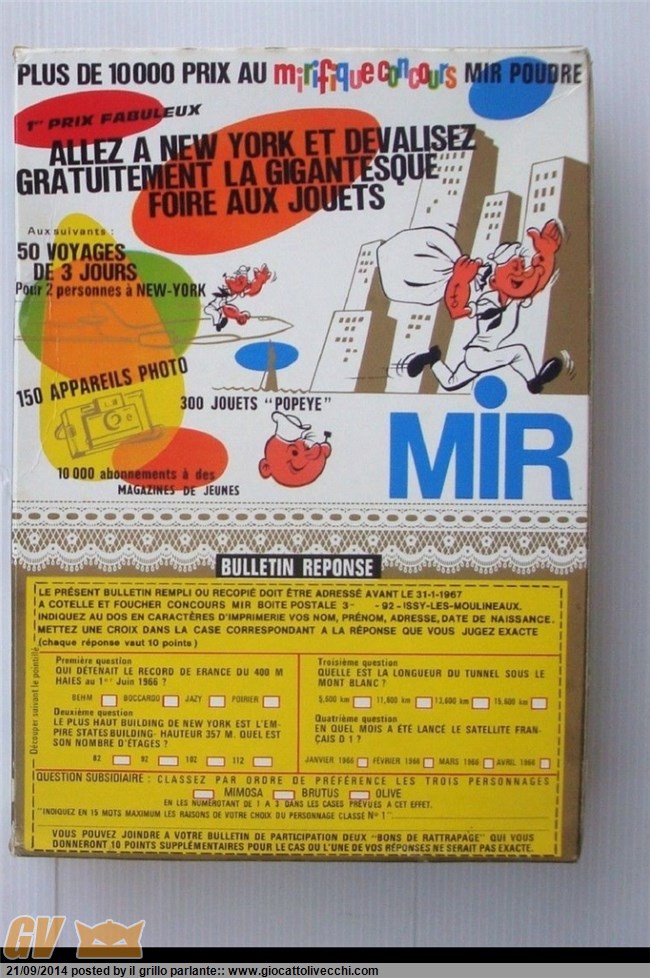 PLUS DE 10000 PRIX AU mirifique concours MIR POUDRE
1er PRIX FABULEUX
ALLEZ A NEW YORK ET DEVALISEZ
GRATUITEMENT LA GIGANTESQUE
FOIRE AUX JOUETS
Aux suivants :
50 VOYAGES
DE 3 JOURS
Pour 2 personnes à NEW-YORK
150 APPAREILS PHOTO
300 JOUETS "POPEYE"
10 000 abonnements à des
MAGAZINES DE JEUNES
MiR
BULLETIN REPONSE
LE PRÉSENT BULLETIN REMPLI OU RECOPIÉ DOIT ÊTRE ADRESSÉ AVANT LE 31-1-1967
A COTELLE ET FOUCHER CONCOURS MIR BOITE POSTALE 3- - 92 - ISSY-LES-MOULINEAUX.
INDIQUEZ AU DOS EN CARACTÈRES D'IMPRIMERIE VOS NOM, PRÉNOM, ADRESSE, DATE DE NAISSANCE.
METTEZ UNE CROIX DANS LA CASE CORRESPONDANT A LA RÉPONSE QUE VOUS JUGEZ EXACTE
(chaque réponse vaut 10 points)
Découper suivant le pointillé
Première question
QUI DÉTENAIT LE RECORD DE FRANCE DU 400 M
HAIES au 1er Juin 1966 ?
BEHM BOCCARDO JAZY POIRIER
Deuxième question
LE PLUS HAUT BUILDING DE NEW YORK EST L'EM-
PIRE STATES BUILDING- HAUTEUR 357 M. QUEL EST
SON NOMBRE D'ÉTAGES ?
82 92 102 112
Troisième question
QUELLE EST LA LONGUEUR DU TUNNEL SOUS LE
MONT BLANC ?
9,600 km 11,800 km 13,600 km 15,600 km
Quatrième question
EN QUEL MOIS A ÉTÉ LANCÉ LE SATELLITE FRAN-
ÇAIS D 1 ?
JANVIER 1966 FÉVRIER 1966 MARS 1966 AVRIL 1966
QUESTION SUBSIDIAIRE : CLASSEZ PAR ORDRE DE PRÉFÉRENCE LES TROIS PERSONNAGES
MIMOSA BRUTUS OLIVE
EN LES NUMÉROTANT DE 1 A 3 DANS LES CASES PRÉVUES A CET EFFET.
"INDIQUEZ EN 15 MOTS MAXIMUM LES RAISONS DE VOTRE CHOIX DU PERSONNAGE CLASSÉ No 1"
VOUS POUVEZ JOINDRE A VOTRE BULLETIN DE PARTICIPATION DEUX "BONS DE RATTRAPAGE" QUI VOUS
DONNERONT 10 POINTS SUPPLÉMENTAIRES POUR LE CAS OU L'UNE DE VOS RÉPONSES NE SERAIT PAS EXACTE.
GV
21/09/2014 posted by il grillo parlante:: www.giocattolivecchi.com